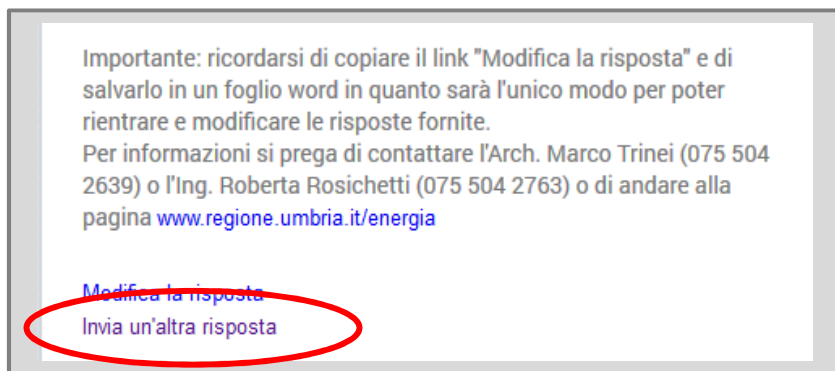 Importante: ricordarsi di copiare il link "Modifica la risposta" e di
salvarlo in un foglio word in quanto sarà l'unico modo per poter
rientrare e modificare le risposte fornite.
Per informazioni si prega di contattare l'Arch. Marco Trinei (075 504
2639) o l'Ing. Roberta Rosichetti (075 504 2763) o di andare alla
pagina www.regione.umbria.it/energia
Modifica la risposta
Invia un'altra risposta